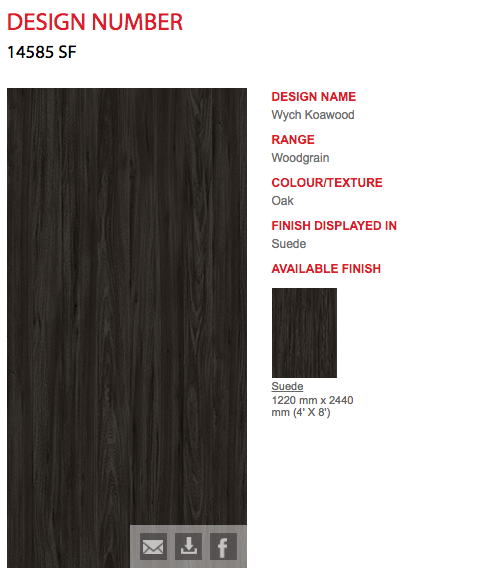 DESIGN NUMBER
14585 SF
DESIGN NAME
Wych Koawood
RANGE
Woodgrain
COLOUR/TEXTURE
Oak
FINISH DISPLAYED IN
Suede
AVAILABLE FINISH
Suede
1220 mm x 2440
mm (4' X 8')